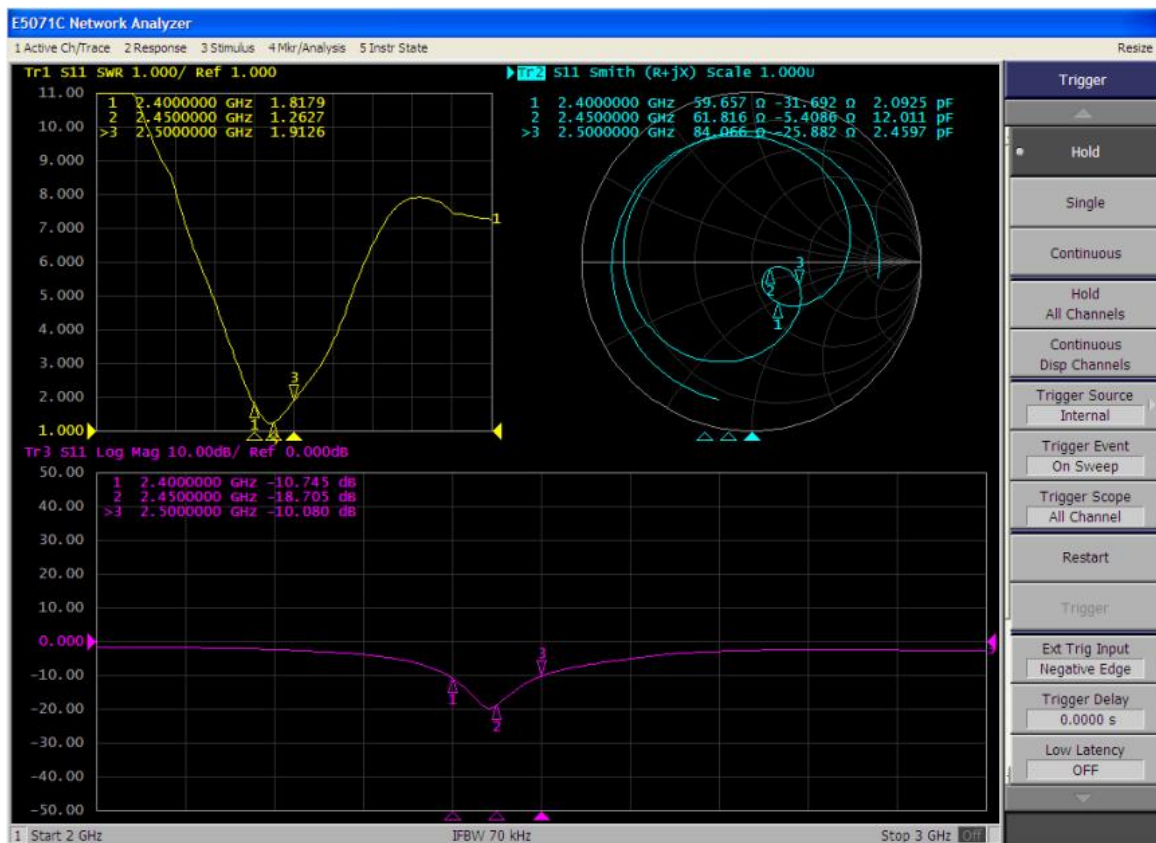 E5071C Network Analyzer
1 Active Ch/Trace 2 Response 3 Stimulus 4 Mkr/Analysis 5 Instr State
Resize
Tr1 S11 SWR 1.000/ Ref 1.000
11.00
10.00
9.000
8.000
7.000
6.000
5.000
4.000
3.000
2.000
1.000
1 2.4000000 GHz 1.8179
2 2.4500000 GHz 1.2627
>3 2.5000000 GHz 1.9126
1
3
1
2
Tr2 S11 Smith (R+jX) Scale 1.000U
1 2.4000000 GHz 59.657 Ω -31.692 Ω 2.0925 pF
2 2.4500000 GHz 61.816 Ω -5.4086 Ω 12.011 pF
>3 2.5000000 GHz 84.066 Ω -25.882 Ω 2.4597 pF
3
2
1
Tr3 S11 Log Mag 10.00dB/ Ref 0.000dB
50.00
40.00
30.00
20.00
10.00
0.000
-10.00
-20.00
-30.00
-40.00
-50.00
1 2.4000000 GHz -10.745 dB
2 2.4500000 GHz -18.705 dB
>3 2.5000000 GHz -10.080 dB
3
1
2
Trigger
Hold
Single
Continuous
Hold
All Channels
Continuous
Disp Channels
Trigger Source
Internal
Trigger Event
On Sweep
Trigger Scope
All Channel
Restart
Trigger
Ext Trig Input
Negative Edge
Trigger Delay
0.0000 s
Low Latency
OFF
1 Start 2 GHz
IFBW 70 kHz
Stop 3 GHz Off